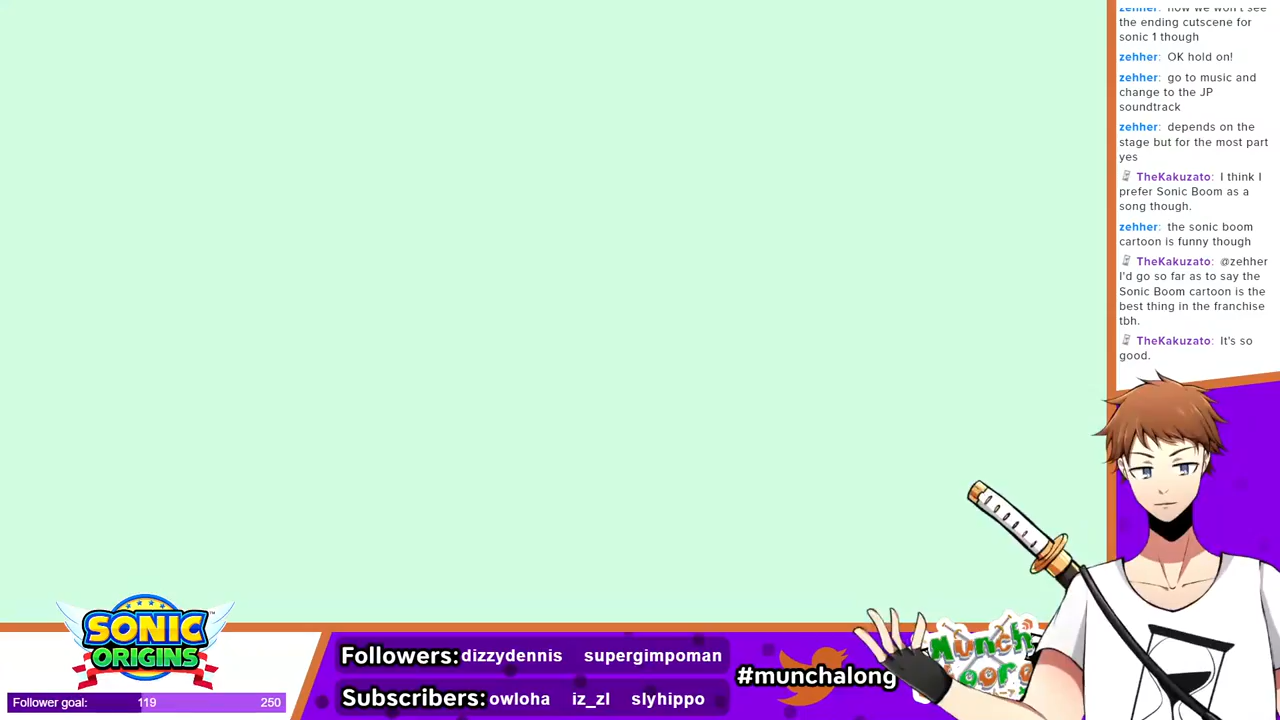 zehher: now we won't see
the ending cutscene for
sonic 1 though
zehher: OK hold on!
zehher: go to music and
change to the JP
soundtrack
zehher: depends on the
stage but for the most part
yes
TheKakuzato: I think I
prefer Sonic Boom as a
song though.
zehher: the sonic boom
cartoon is funny though
TheKakuzato: @zehher
I'd go so far as to say the
Sonic Boom cartoon is the
best thing in the franchise
tbh.
TheKakuzato: It's so
good.
SONIC
ORIGINS
TM
Follower goal: 119 250
Followers: dizzydennis supergimpoman
Subscribers: owloha iz_zl slyhippo
#munchalong
Munch